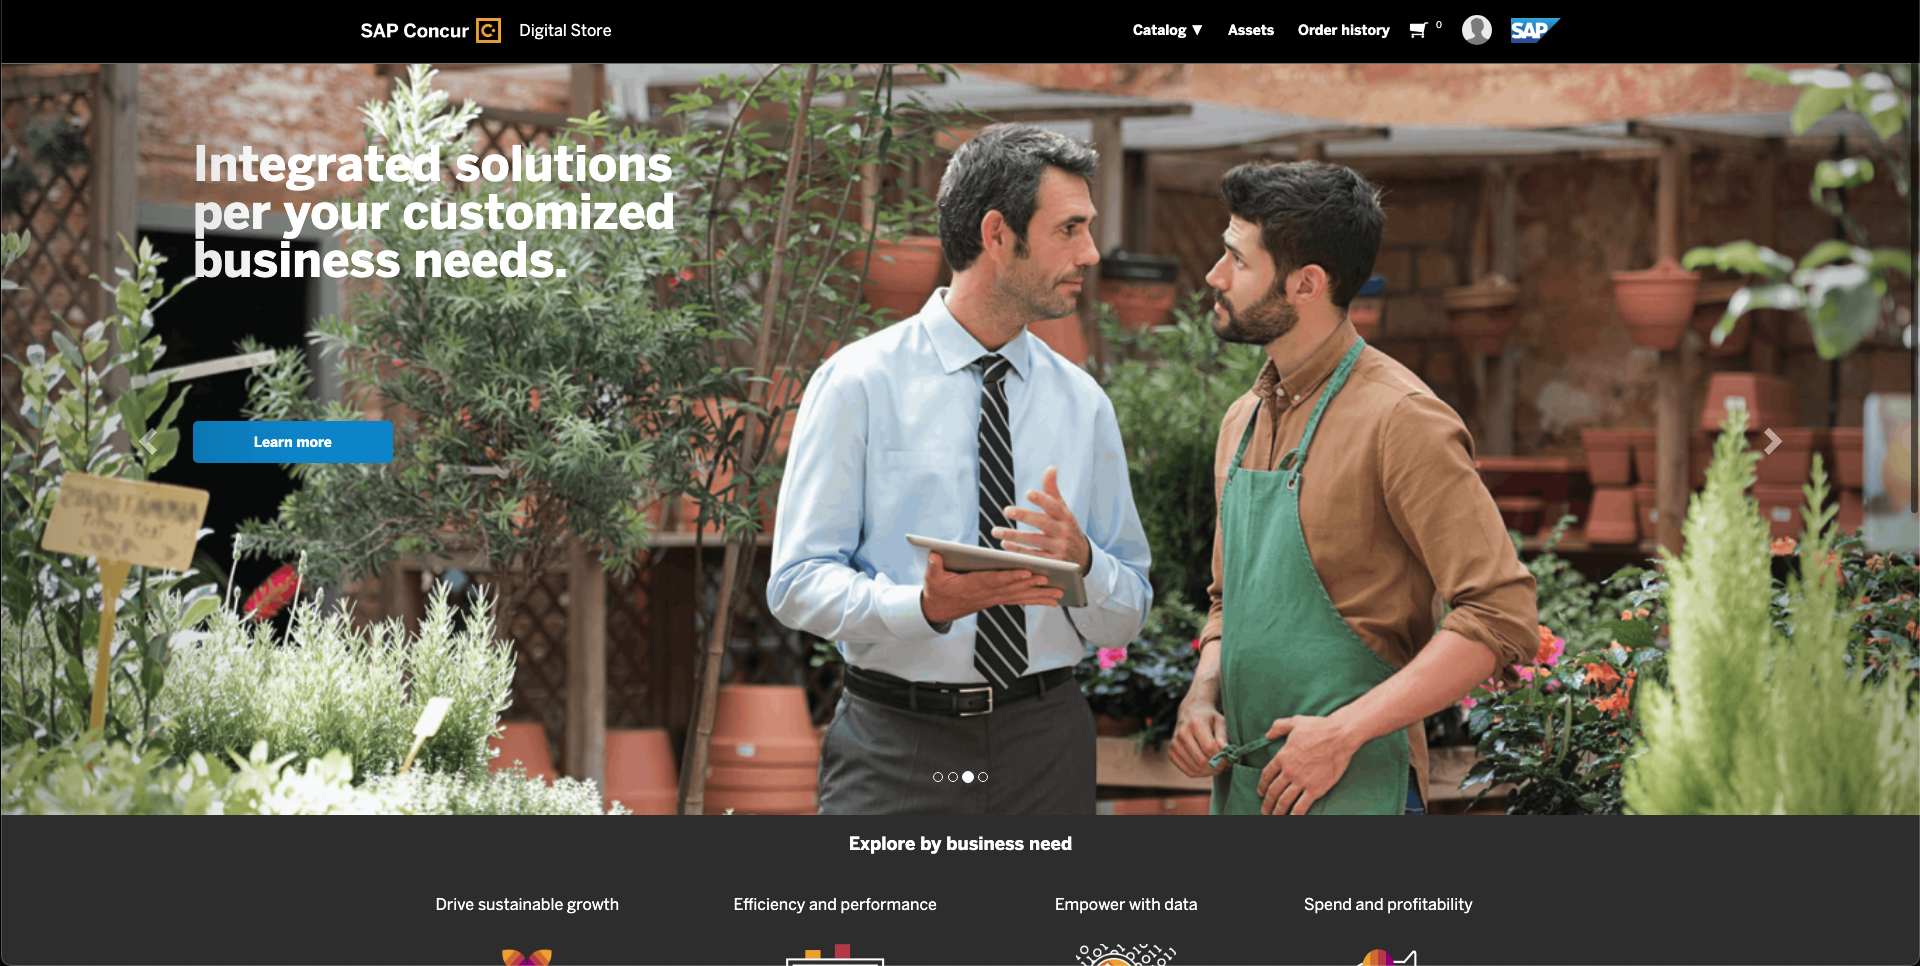 SAP Concur C Digital Store
Catalog ▼ Assets Order history 0 SAP
Integrated solutions
per your customized
business needs.
Learn more
Explore by business need
Drive sustainable growth
Efficiency and performance
Empower with data
Spend and profitability